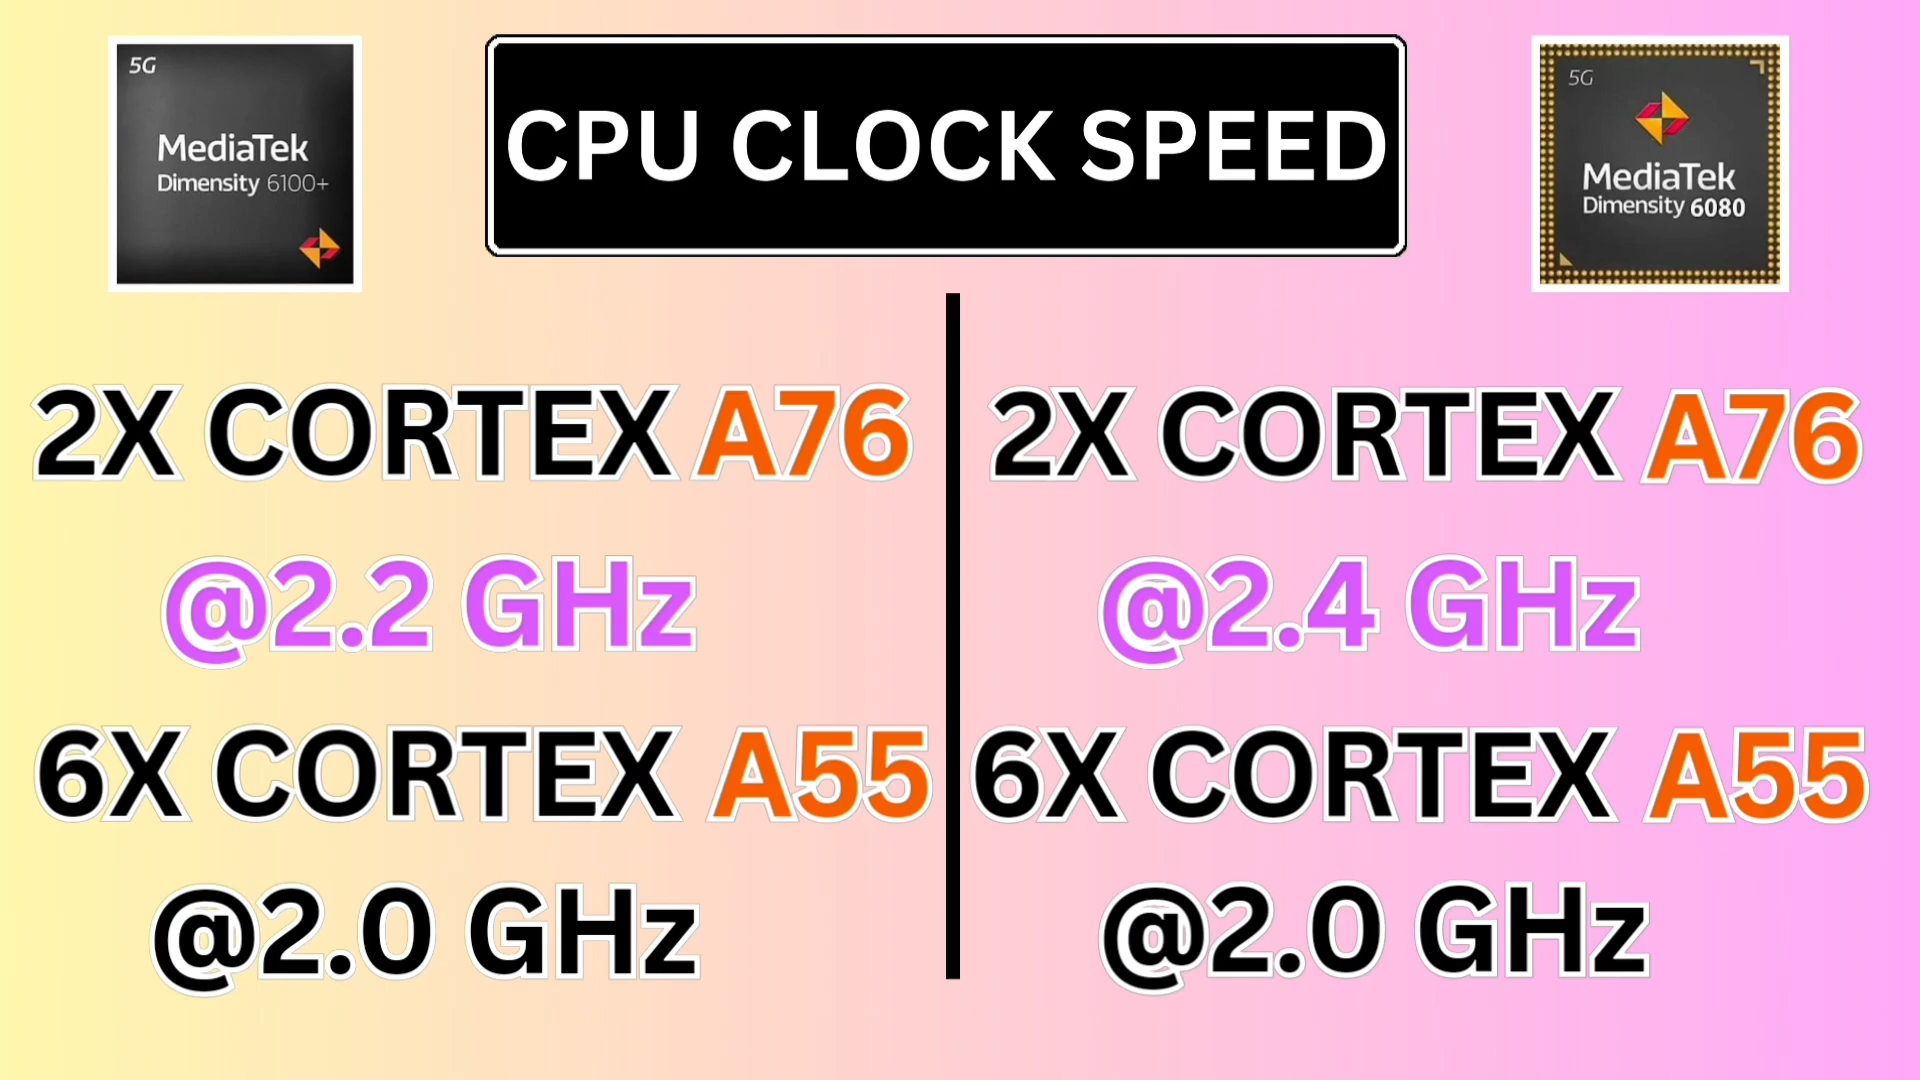 5G
MediaTek
Dimensity 6100+
CPU CLOCK SPEED
5G
MediaTek
Dimensity 6080
2X CORTEX A76
@2.2 GHz
6X CORTEX A55
@2.0 GHz
2X CORTEX A76
@2.4 GHz
6X CORTEX A55
@2.0 GHz